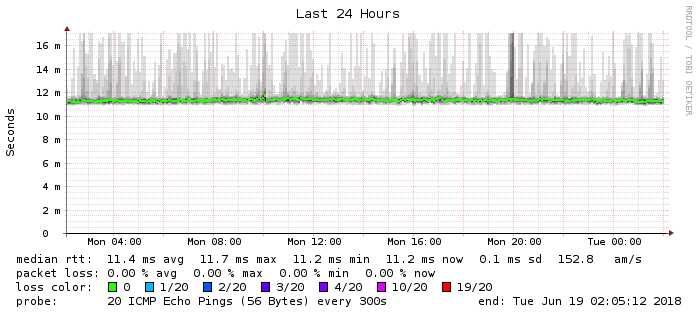 Last 24 Hours
RRDTOOL / TOBI OETIKER
Seconds
16 m
14 m
12 m
10 m
8 m
6 m
4 m
2 m
0
Mon 04:00 Mon 08:00 Mon 12:00 Mon 16:00 Mon 20:00 Tue 00:00
median rtt: 11.4 ms avg 11.7 ms max 11.2 ms min 11.2 ms now 0.1 ms sd 152.8 am/s
packet loss: 0.00 % avg 0.00 % max 0.00 % min 0.00 % now
loss color: 0 1/20 2/20 3/20 4/20 10/20 19/20
probe: 20 ICMP Echo Pings (56 Bytes) every 300s end: Tue Jun 19 02:05:12 2018